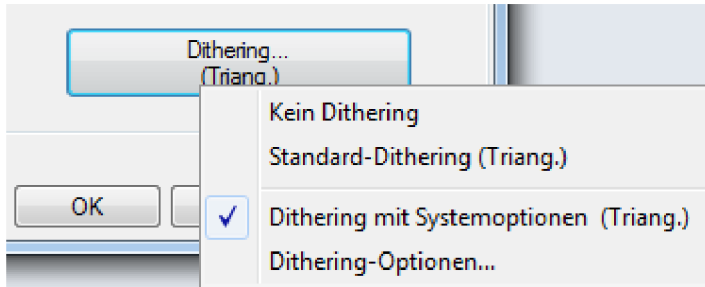 Dithering...
(Triang.)
Kein Dithering
Standard-Dithering (Triang.)
OK
Dithering mit Systemoptionen  (Triang.)
Dithering-Optionen...